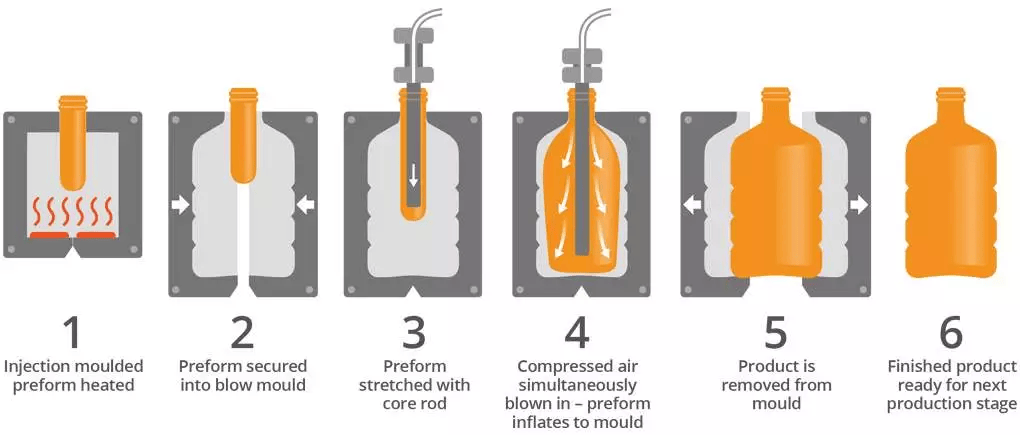 1
Injection moulded
preform heated
2
Preform secured
into blow mould
3
Preform
stretched with
core rod
4
Compressed air
simultaneously
blown in – preform
inflates to mould
5
Product is
removed from
mould
6
Finished product
ready for next
production stage